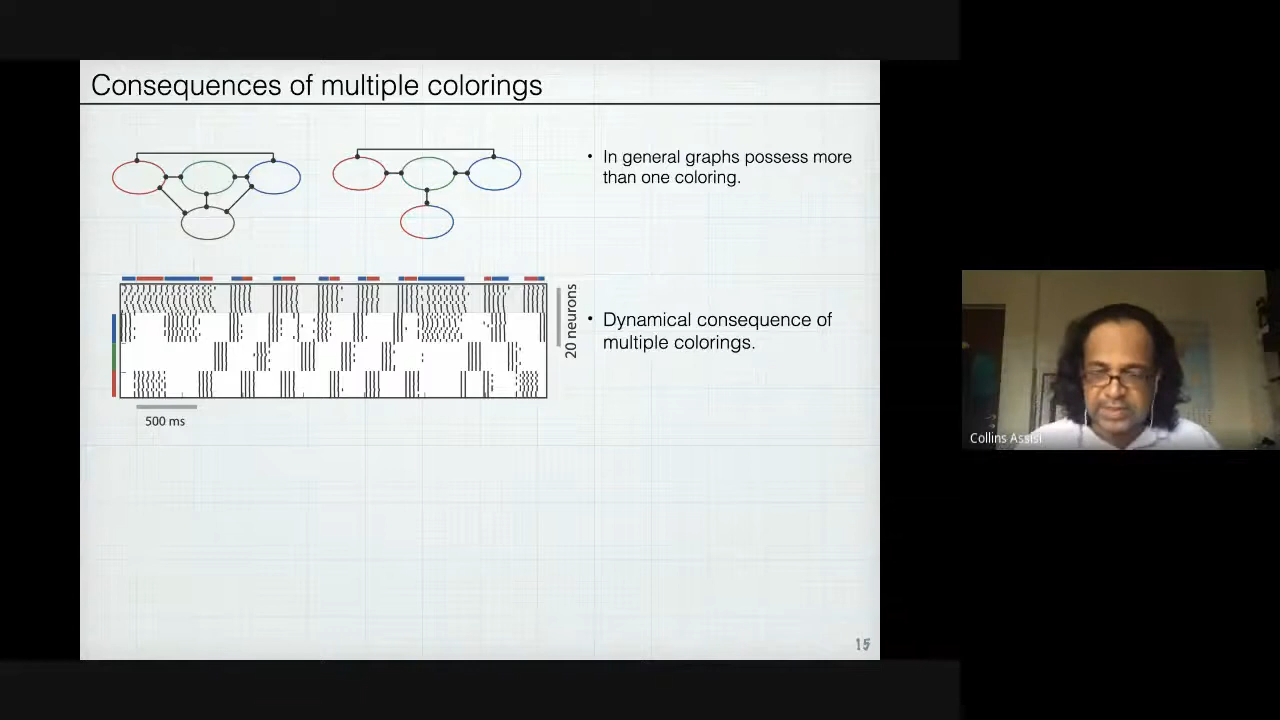 Consequences of multiple colorings
• In general graphs possess more
than one coloring.
20 neurons
• Dynamical consequence of
multiple colorings.
500 ms
Collins Assisi
15